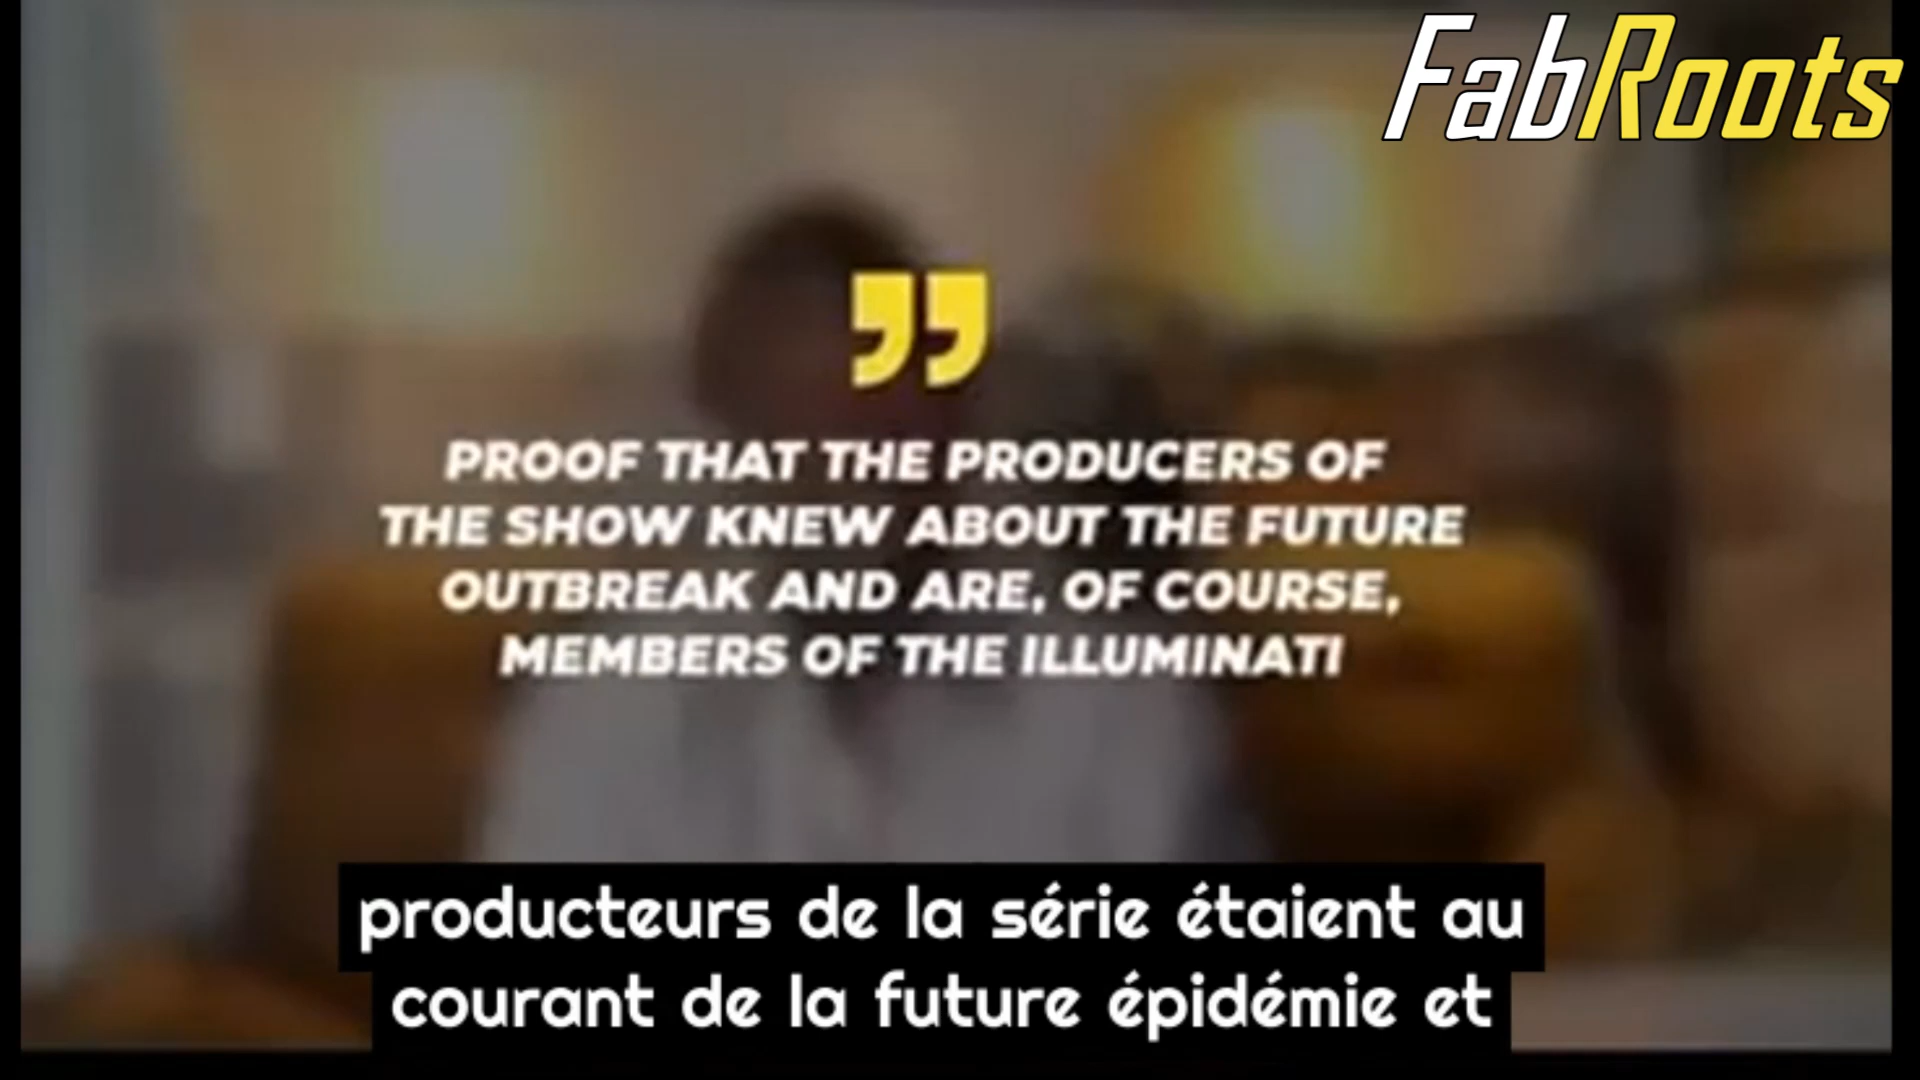 FabRoots
”
PROOF THAT THE PRODUCERS OF
THE SHOW KNEW ABOUT THE FUTURE
OUTBREAK AND ARE, OF COURSE,
MEMBERS OF THE ILLUMINATI
producteurs de la série étaient au
courant de la future épidémie et